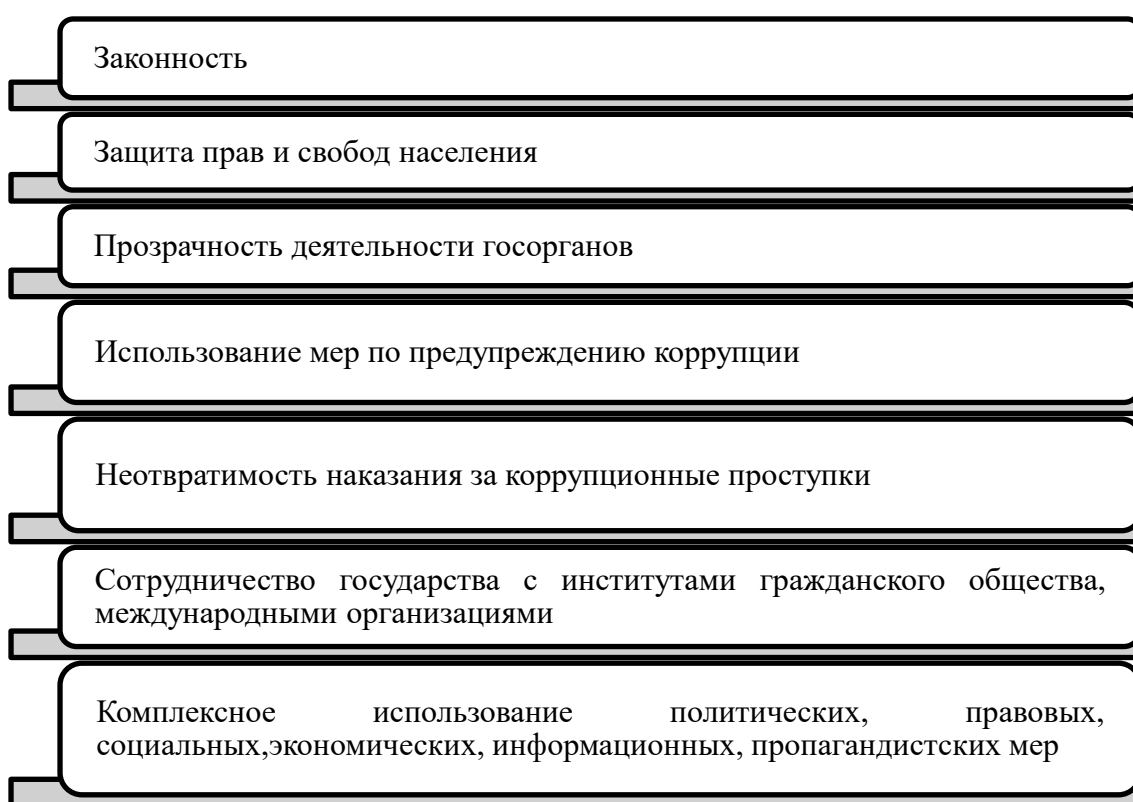 Законность
Защита прав и свобод населения
Прозрачность деятельности госорганов
Использование мер по предупреждению коррупции
Неотвратимость наказания за коррупционные проступки
Сотрудничество государства с институтами гражданского общества,
международными организациями
Комплексное использование политических, правовых,
социальных,экономических, информационных, пропагандистских мер